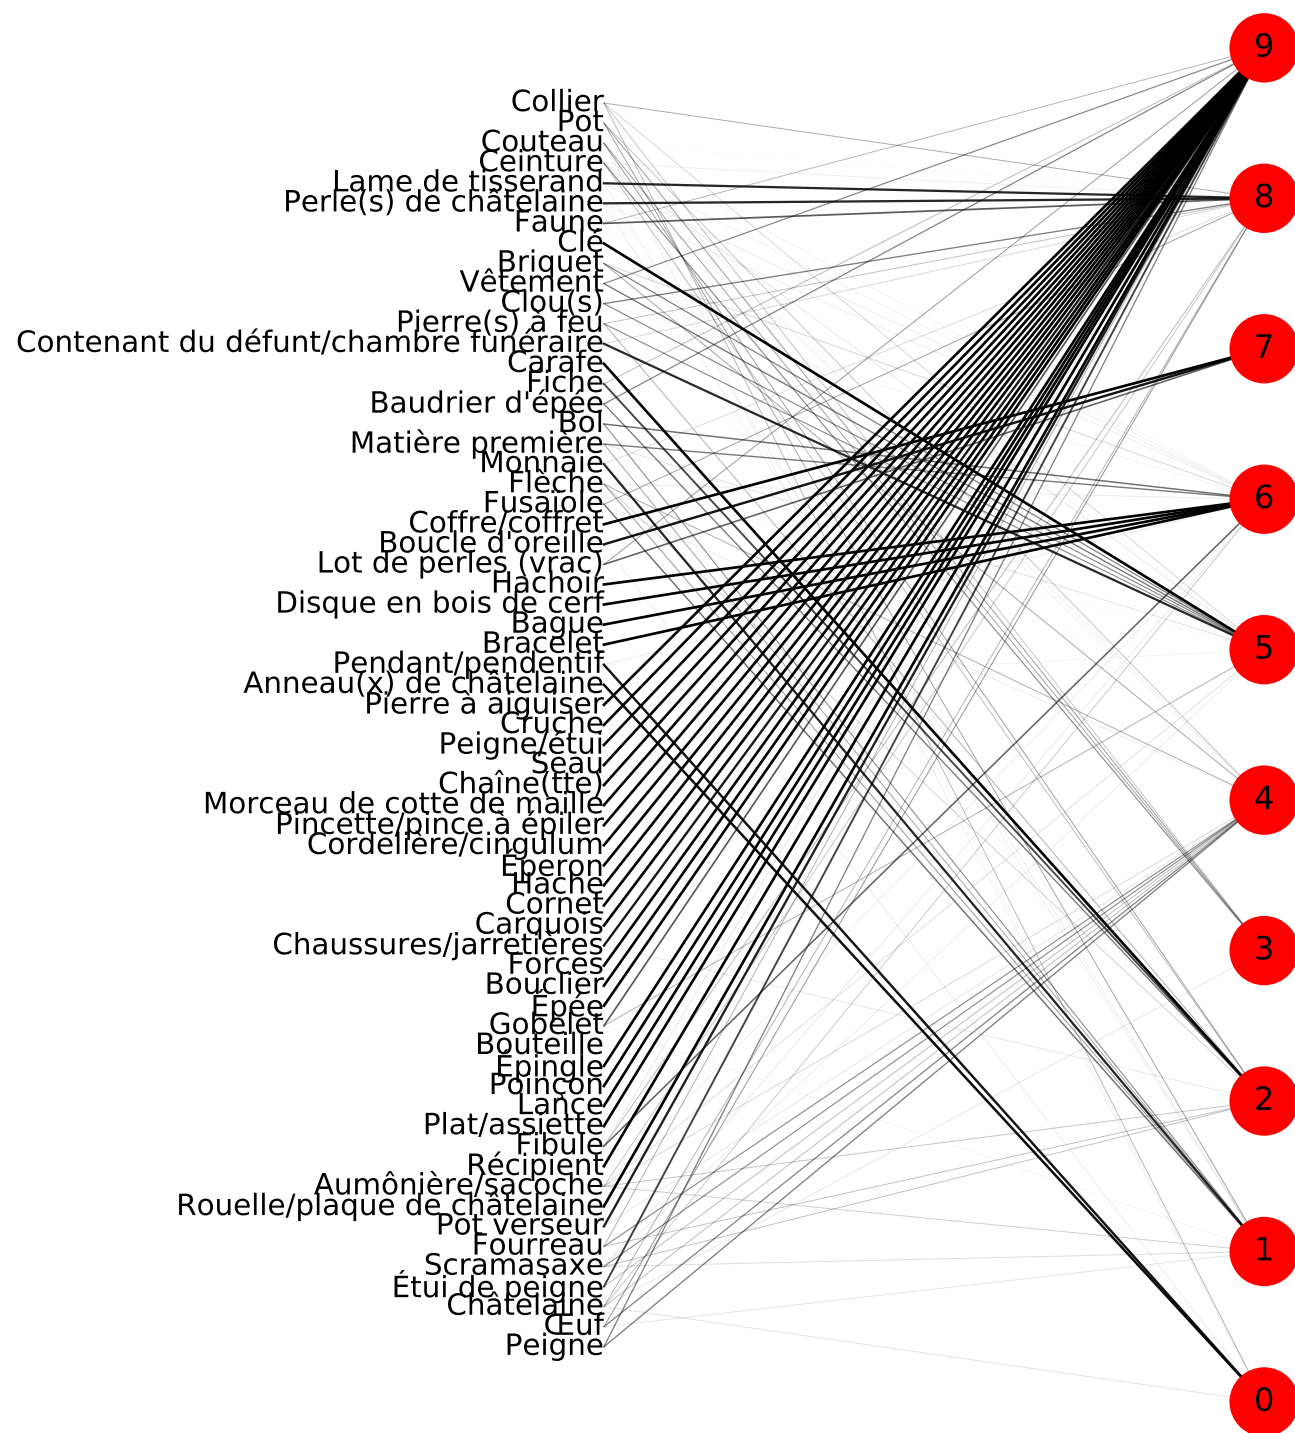 9
Collier
Pot
Couteau
Ceinture
Lame de tisserand
8
Perle(s) de châtelaine
Faune
Clé
Briquet
Vêtement
Clou(s)
Pierre(s) à feu
Contenant du défunt/chambre funéraire
7
Carafe
Fiche
Baudrier d'épée
Bol
Matière première
Monnaie
Flèche
6
Fusaïole
Coffre/coffret
Boucle d'oreille
Lot de perles (vrac)
Hachoir
Disque en bois de cerf
Bague
Bracelet
5
Pendant/pendentif
Anneau(x) de châtelaine
Pierre à aiguiser
Cruche
Peigne/étui
Seau
Chaîne(tte)
4
Morceau de cotte de maille
Pincette/pince à épiler
Cordelière/cingulum
Éperon
Hache
Cornet
Carquois
Chaussures/jarretières
3
Forces
Bouclier
Épée
Gobelet
Bouteille
Épingle
Poinçon
2
Lance
Plat/assiette
Fibule
Récipient
Aumônière/sacoche
Rouelle/plaque de châtelaine
Pot verseur
Fourreau
1
Scramasaxe
Étui de peigne
Châtelaine
Œuf
Peigne
0